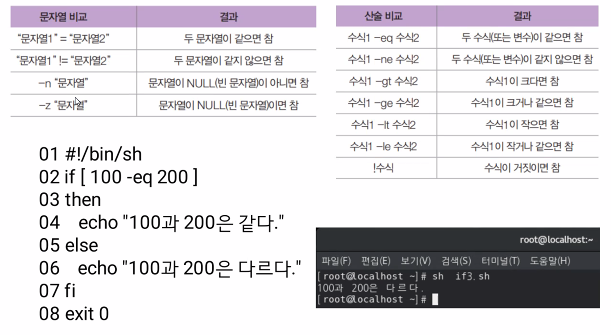 문자열 비교 결과
"문자열1" = "문자열2" 두 문자열이 같으면 참
"문자열1" != "문자열2" 두 문자열이 같지 않으면 참
-n "문자열" 문자열이 NULL(빈 문자열)이 아니면 참
-z "문자열" 문자열이 NULL(빈 문자열)이면 참
산술 비교 결과
수식1 -eq 수식2 두 수식(또는 변수)이 같으면 참
수식1 -ne 수식2 두 수식(또는 변수)이 같지 않으면 참
수식1 -gt 수식2 수식1이 크다면 참
수식1 -ge 수식2 수식1이 크거나 같으면 참
수식1 -lt 수식2 수식1이 작으면 참
수식1 -le 수식2 수식1이 작거나 같으면 참
!수식 수식이 거짓이면 참
01 #!/bin/sh
02 if [ 100 -eq 200 ]
03 then
04 echo "100과 200은 같다."
05 else
06 echo "100과 200은 다르다."
07 fi
08 exit 0
root@localhost:~
파일(F) 편집(E) 보기(V) 검색(S) 터미널(T) 도움말(H)
[root@localhost ~]# sh if3.sh
100과 200은 다르다.
[root@localhost ~]#